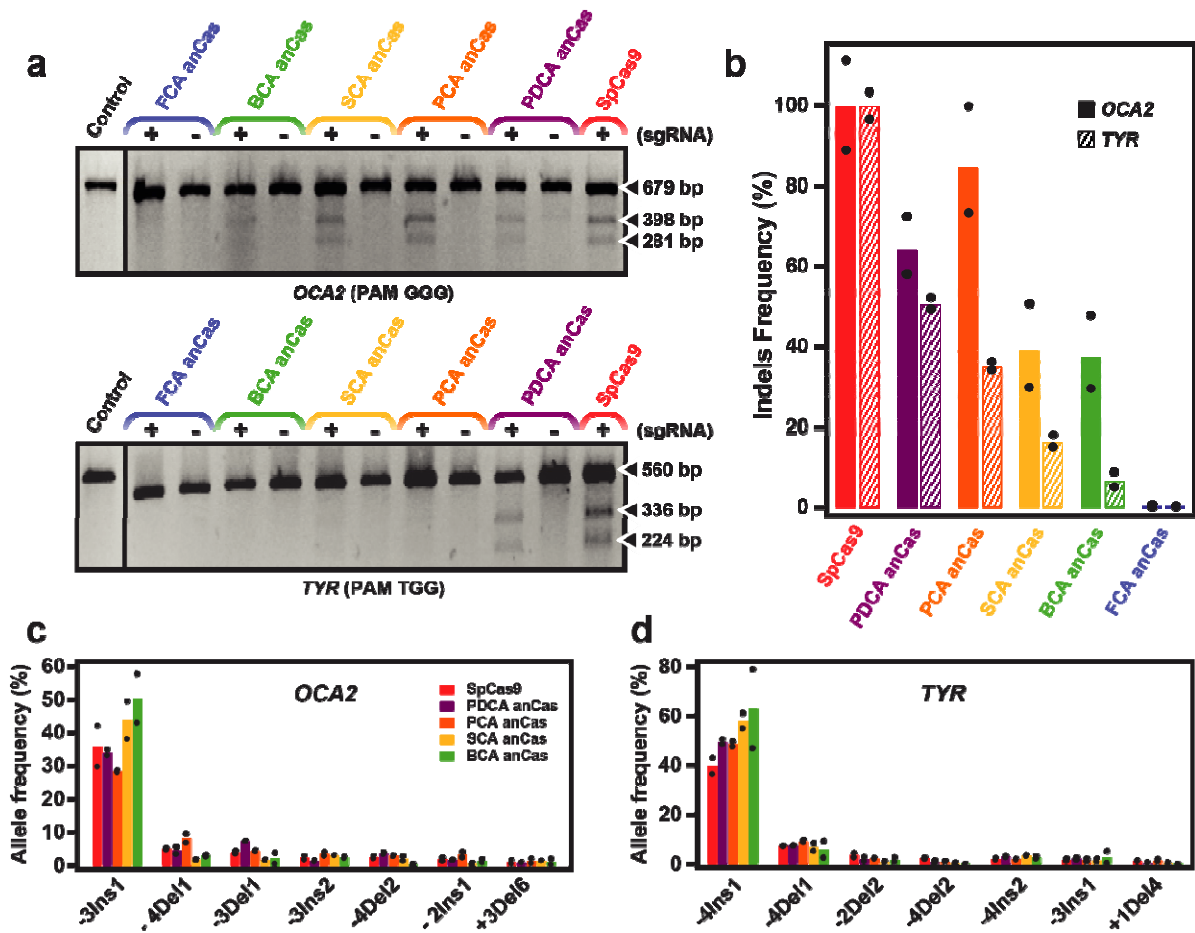 a
Control
FCA anCas
BCA anCas
SCA anCas
PCA anCas
PDCA anCas
SpCas9
+ - + - + - + - + - + (sgRNA)
679 bp
398 bp
281 bp
OCA2 (PAM GGG)
Control
FCA anCas
BCA anCas
SCA anCas
PCA anCas
PDCA anCas
SpCas9
+ - + - + - + - + - + (sgRNA)
560 bp
336 bp
224 bp
TYR (PAM TGG)
b
Indels Frequency (%)
100
80
60
40
20
0
OCA2
TYR
SpCas9
PDCA anCas
PCA anCas
SCA anCas
BCA anCas
FCA anCas
c
Allele frequency (%)
60
50
40
30
20
10
0
OCA2
SpCas9
PDCA anCas
PCA anCas
SCA anCas
BCA anCas
-3Ins1
-4Del1
-3Del1
-3Ins2
-4Del2
-2Ins1
+3Del6
d
Allele frequency (%)
80
60
40
20
0
TYR
-4Ins1
-4Del1
-2Del2
-4Del2
-4Ins2
-3Ins1
+1Del4